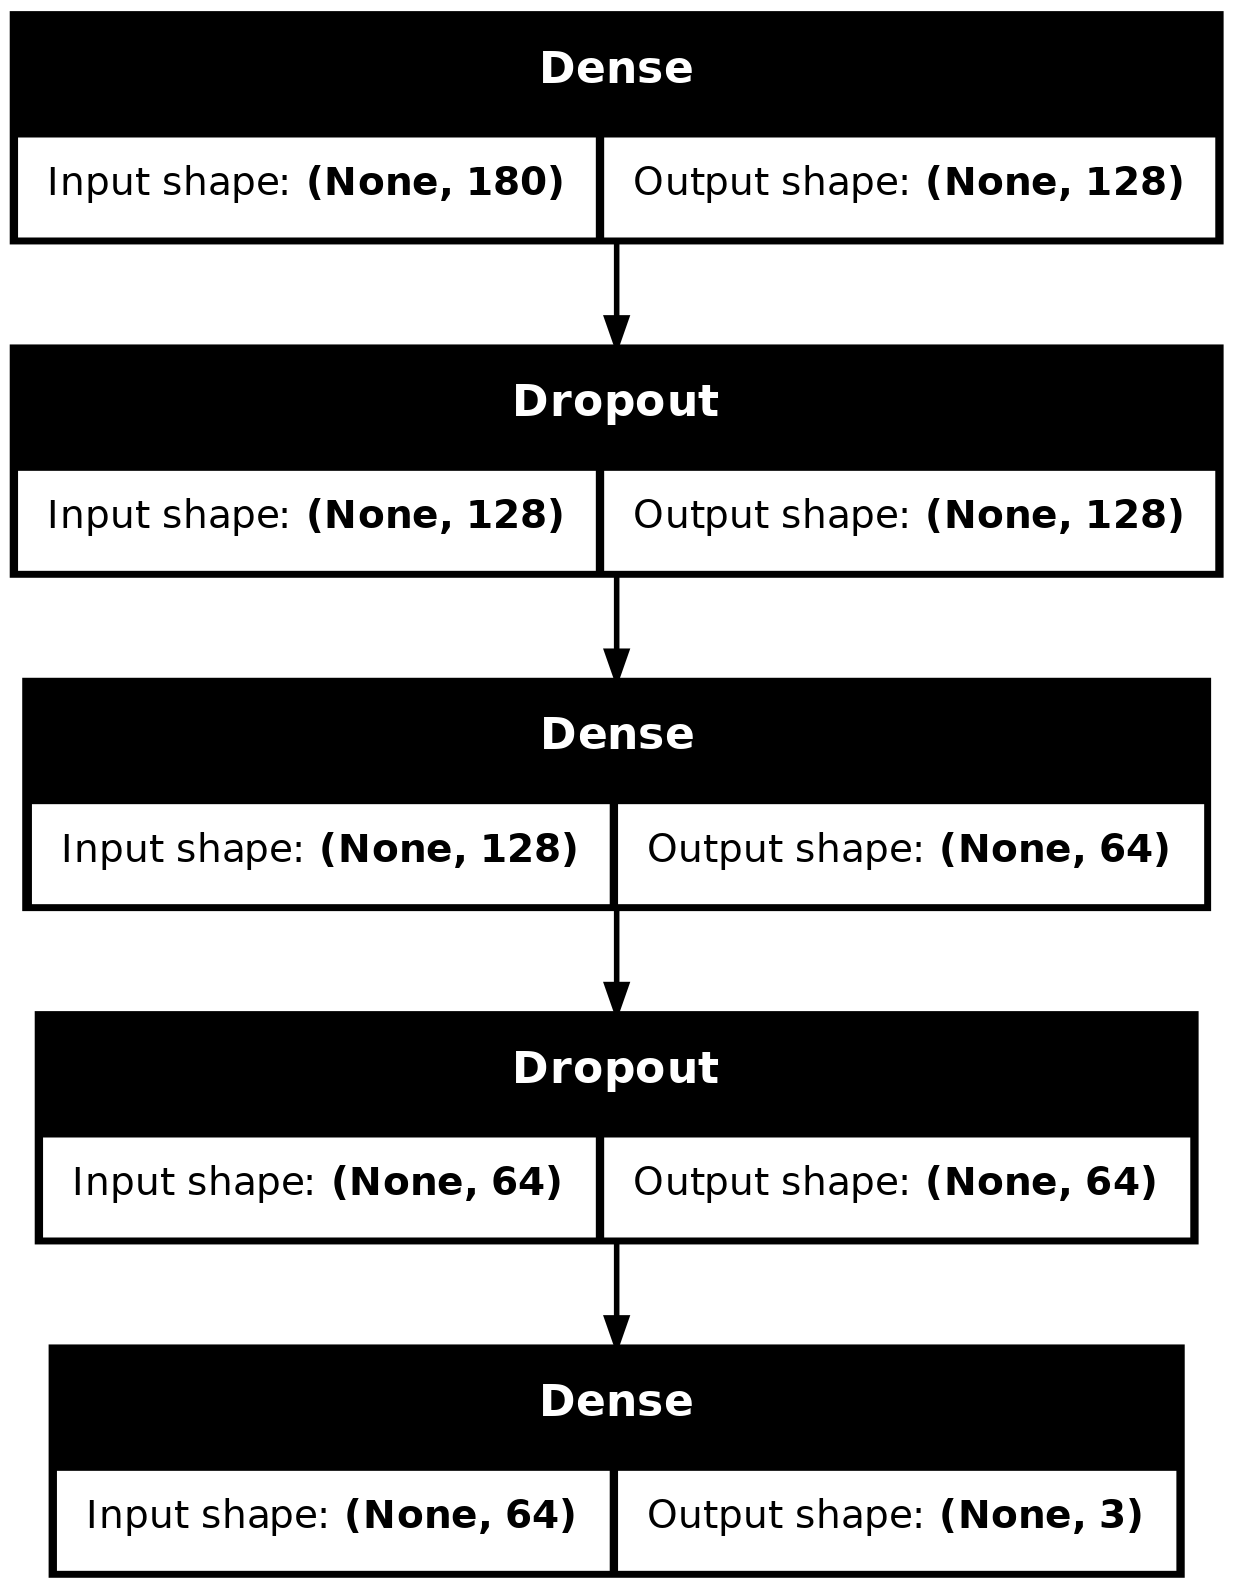 Dense
Input shape: (None, 180) Output shape: (None, 128)
Dropout
Input shape: (None, 128) Output shape: (None, 128)
Dense
Input shape: (None, 128) Output shape: (None, 64)
Dropout
Input shape: (None, 64) Output shape: (None, 64)
Dense
Input shape: (None, 64) Output shape: (None, 3)